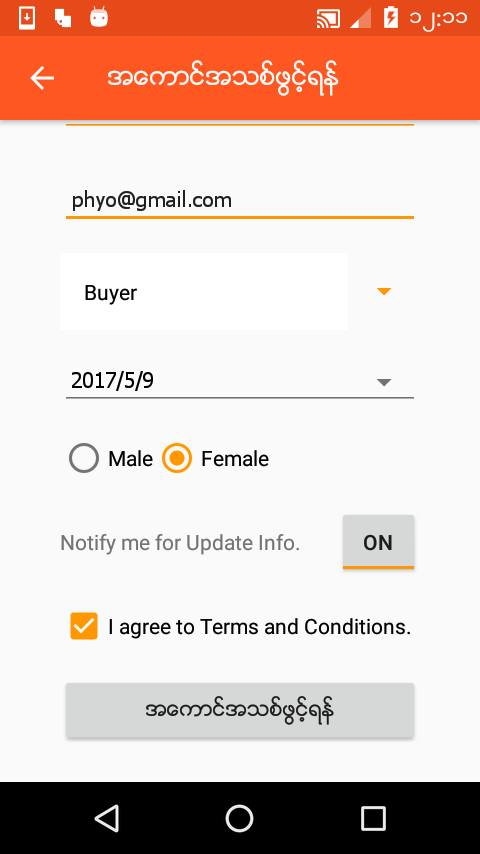 ၁၂:၁၁
အကောင်အသစ်ဖွင့်ရန်
phyo@gmail.com
Buyer
2017/5/9
Male Female
Notify me for Update Info. ON
I agree to Terms and Conditions.
အကောင်အသစ်ဖွင့်ရန်